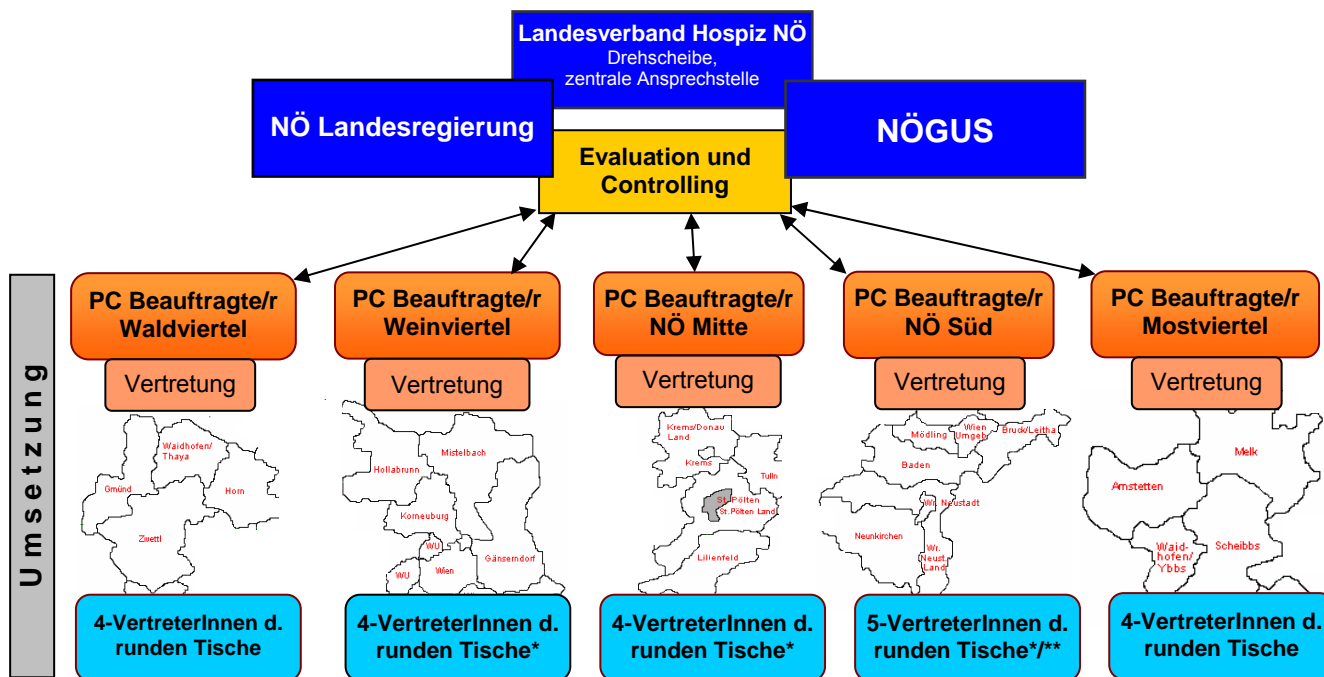 Landesverband Hospiz NÖ
Drehscheibe,
zentrale Ansprechstelle
NÖ Landesregierung
NÖGUS
Evaluation und
Controlling
Umsetzung
PC Beauftragte/r
Waldviertel
PC Beauftragte/r
Weinviertel
PC Beauftragte/r
NÖ Mitte
PC Beauftragte/r
NÖ Süd
PC Beauftragte/r
Mostviertel
Vertretung
Vertretung
Vertretung
Vertretung
Vertretung
Waidhofen/
Thaya
Gmünd
Horn
Zwettl
Mistelbach
Hollabrunn
Korneuburg
WU
Gänserndorf
WU
Wien
Krems/Donau
Land
Krems
Tulln
St.Pölten
St.Pölten Land
Lilienfeld
Mödling
Wien
Umgeb
Bruck/Leitha
Baden
Wr. Neustadt
Neunkirchen
Wr.
Neust.
Land
Melk
Amstetten
Waid-
hofen/
Ybbs
Scheibbs
4-VertreterInnen d.
runden Tische
4-VertreterInnen d.
runden Tische*
4-VertreterInnen d.
runden Tische*
5-VertreterInnen d.
runden Tische*/**
4-VertreterInnen d.
runden Tische